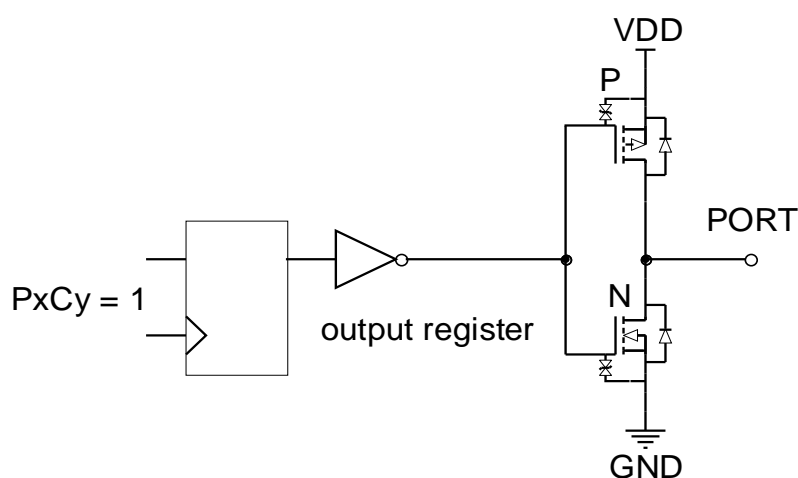 VDD
P
PORT
PxCy = 1
N
output register
GND